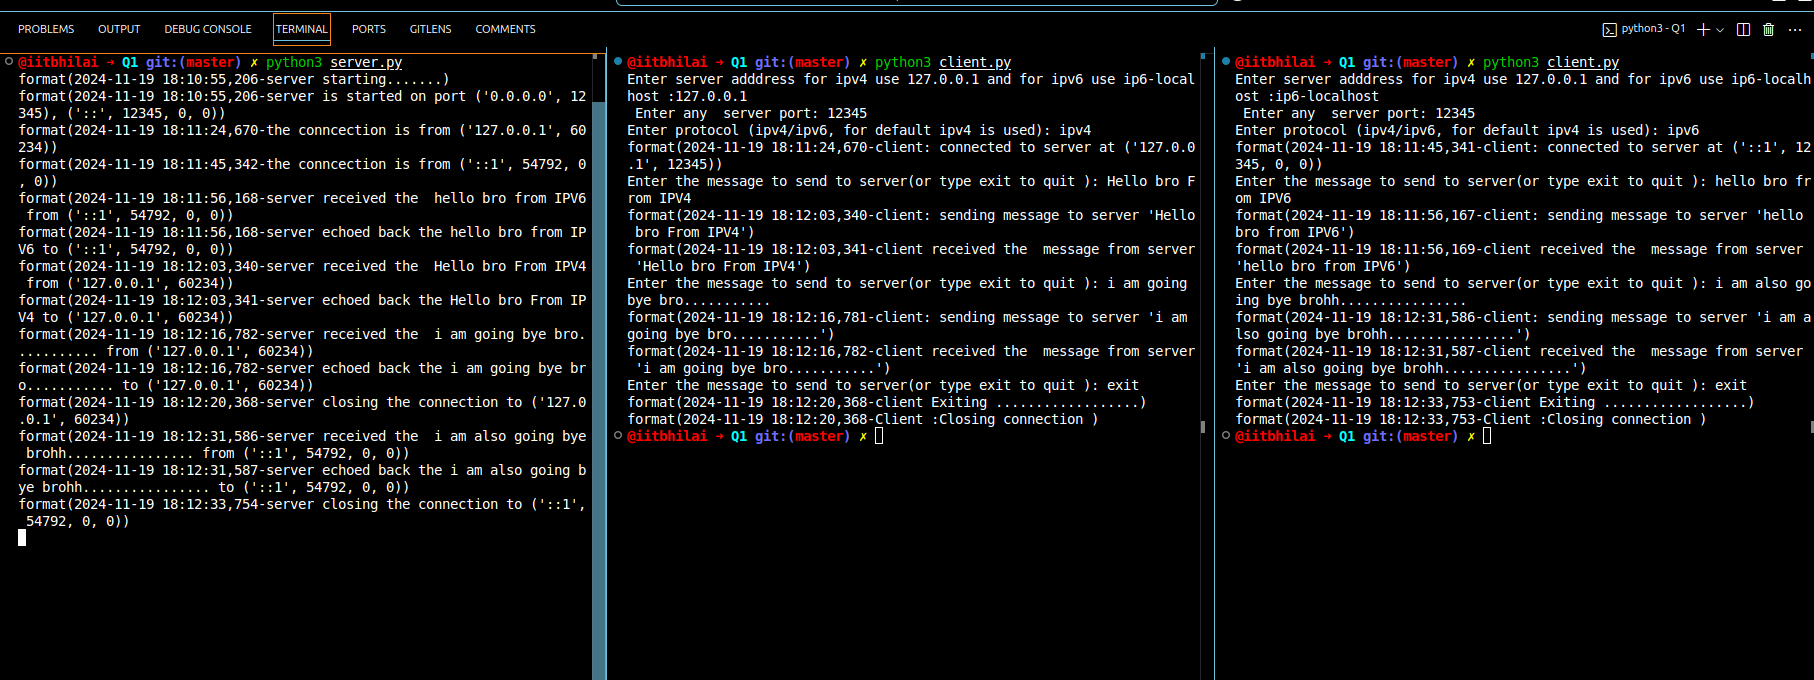 PROBLEMS OUTPUT DEBUG CONSOLE TERMINAL PORTS GITLENS COMMENTS python3 - Q1
@iitbhilai → Q1 git:(master) ✗ python3 server.py
format(2024-11-19 18:10:55,206-server starting.......)
format(2024-11-19 18:10:55,206-server is started on port ('0.0.0.0', 12
345), ('::', 12345, 0, 0))
format(2024-11-19 18:11:24,670-the conncection is from ('127.0.0.1', 60
234))
format(2024-11-19 18:11:45,342-the conncection is from ('::1', 54792, 0
, 0))
format(2024-11-19 18:11:56,168-server received the  hello bro from IPV6
 from ('::1', 54792, 0, 0))
format(2024-11-19 18:11:56,168-server echoed back the hello bro from IP
V6 to ('::1', 54792, 0, 0))
format(2024-11-19 18:12:03,340-server received the  Hello bro From IPV4
 from ('127.0.0.1', 60234))
format(2024-11-19 18:12:03,341-server echoed back the Hello bro From IP
V4 to ('127.0.0.1', 60234))
format(2024-11-19 18:12:16,782-server received the  i am going bye bro.
.......... from ('127.0.0.1', 60234))
format(2024-11-19 18:12:16,782-server echoed back the i am going bye br
o........... to ('127.0.0.1', 60234))
format(2024-11-19 18:12:20,368-server closing the connection to ('127.0
.0.1', 60234))
format(2024-11-19 18:12:31,586-server received the  i am also going bye
 brohh................ from ('::1', 54792, 0, 0))
format(2024-11-19 18:12:31,587-server echoed back the i am also going b
ye brohh................ to ('::1', 54792, 0, 0))
format(2024-11-19 18:12:33,754-server closing the connection to ('::1',
 54792, 0, 0))
@iitbhilai → Q1 git:(master) ✗ python3 client.py
Enter server adddress for ipv4 use 127.0.0.1 and for ipv6 use ip6-local
host :127.0.0.1
 Enter any  server port: 12345
Enter protocol (ipv4/ipv6, for default ipv4 is used): ipv4
format(2024-11-19 18:11:24,670-client: connected to server at ('127.0.0
.1', 12345))
Enter the message to send to server(or type exit to quit ): Hello bro F
rom IPV4
format(2024-11-19 18:12:03,340-client: sending message to server 'Hello
 bro From IPV4')
format(2024-11-19 18:12:03,341-client received the  message from server
 'Hello bro From IPV4')
Enter the message to send to server(or type exit to quit ): i am going
bye bro...........
format(2024-11-19 18:12:16,781-client: sending message to server 'i am
going bye bro...........')
format(2024-11-19 18:12:16,782-client received the  message from server
 'i am going bye bro...........')
Enter the message to send to server(or type exit to quit ): exit
format(2024-11-19 18:12:20,368-client Exiting ..................)
format(2024-11-19 18:12:20,368-Client :Closing connection )
@iitbhilai → Q1 git:(master) ✗
@iitbhilai → Q1 git:(master) ✗ python3 client.py
Enter server adddress for ipv4 use 127.0.0.1 and for ipv6 use ip6-localh
ost :ip6-localhost
 Enter any  server port: 12345
Enter protocol (ipv4/ipv6, for default ipv4 is used): ipv6
format(2024-11-19 18:11:45,341-client: connected to server at ('::1', 12
345, 0, 0))
Enter the message to send to server(or type exit to quit ): hello bro fr
om IPV6
format(2024-11-19 18:11:56,167-client: sending message to server 'hello
bro from IPV6')
format(2024-11-19 18:11:56,169-client received the  message from server
'hello bro from IPV6')
Enter the message to send to server(or type exit to quit ): i am also go
ing bye brohh................
format(2024-11-19 18:12:31,586-client: sending message to server 'i am a
lso going bye brohh................')
format(2024-11-19 18:12:31,587-client received the  message from server
'i am also going bye brohh................')
Enter the message to send to server(or type exit to quit ): exit
format(2024-11-19 18:12:33,753-client Exiting ..................)
format(2024-11-19 18:12:33,753-Client :Closing connection )
@iitbhilai → Q1 git:(master) ✗